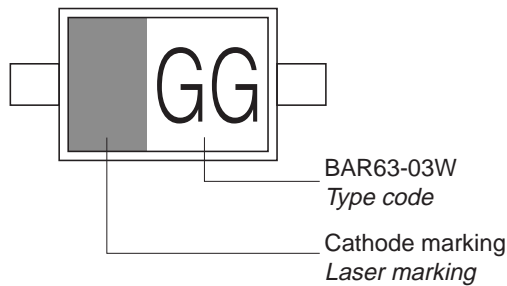 GG
BAR63-03W
Type code
Cathode marking
Laser marking